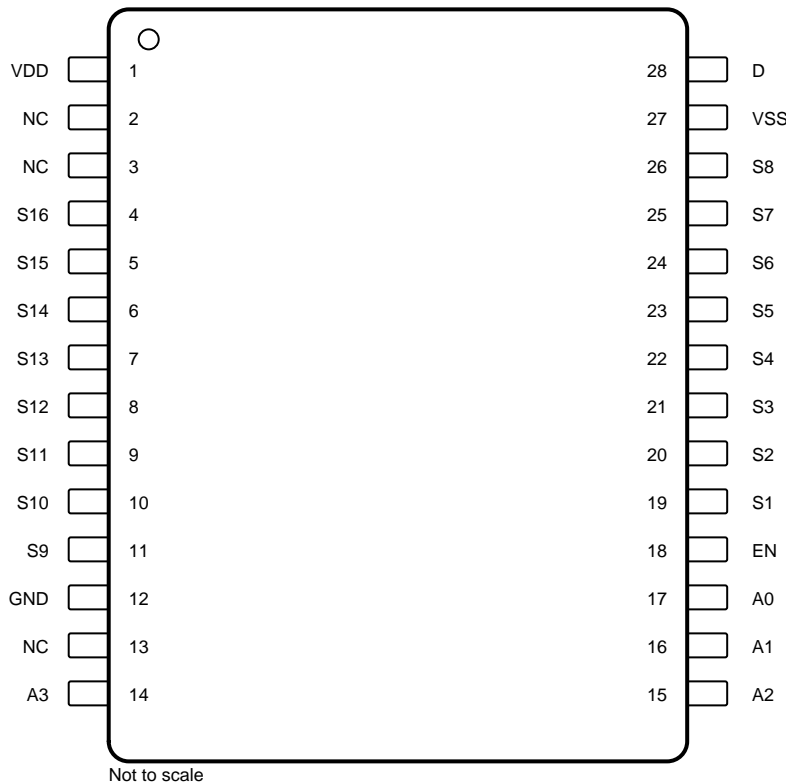 VDD 1 28 D
NC 2 27 VSS
NC 3 26 S8
S16 4 25 S7
S15 5 24 S6
S14 6 23 S5
S13 7 22 S4
S12 8 21 S3
S11 9 20 S2
S10 10 19 S1
S9 11 18 EN
GND 12 17 A0
NC 13 16 A1
A3 14 15 A2
Not to scale